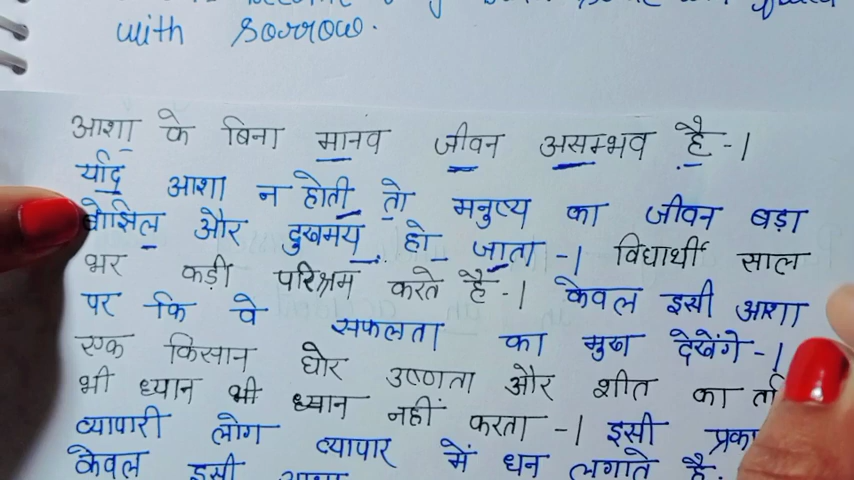 with sorrow.
आशा के बिना मानव जीवन असम्भव है -।
यदि आशा न होती तो मनुष्य का जीवन बड़ा
बोझिल और दुखमय हो जाता -। विद्यार्थी साल
भर कड़ी परिश्रम करते है -। केवल इसी आशा
पर कि वे सफलता का मुख देखेंगे -।
एक किसान घोर उष्णता और शीत का
भी ध्यान भी ध्यान नहीं करता -। इसी
व्यापारी लोग व्यापार में धन लगाते है.
केवल इसी आशा